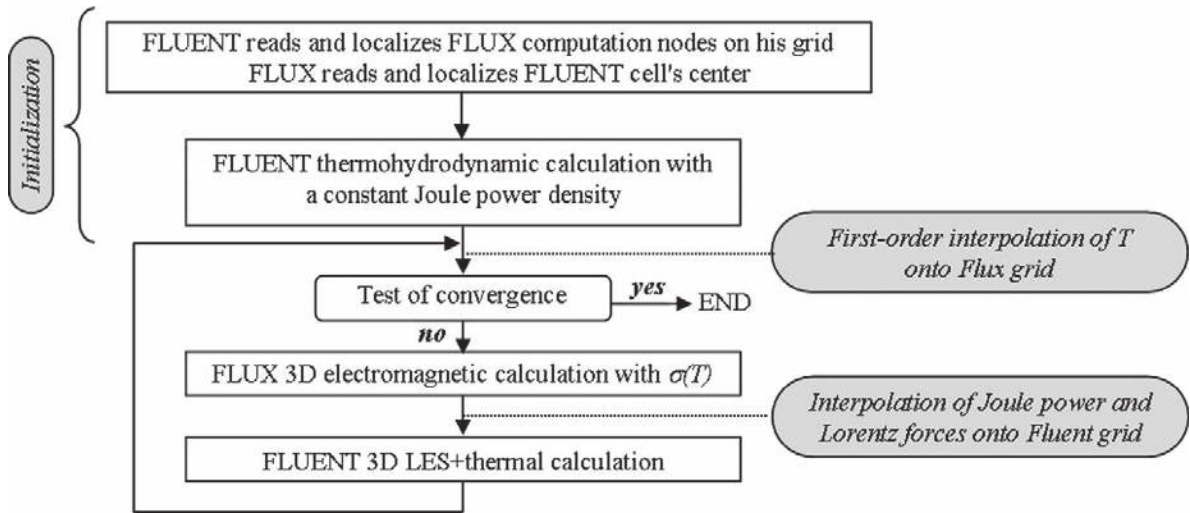 Initialization
FLUENT reads and localizes FLUX computation nodes on his grid
FLUX reads and localizes FLUENT cell's center
FLUENT thermohydrodynamic calculation with
a constant Joule power density
First-order interpolation of T
onto Flux grid
Test of convergence
yes
END
no
FLUX 3D electromagnetic calculation with σ(T)
Interpolation of Joule power and
Lorentz forces onto Fluent grid
FLUENT 3D LES+thermal calculation